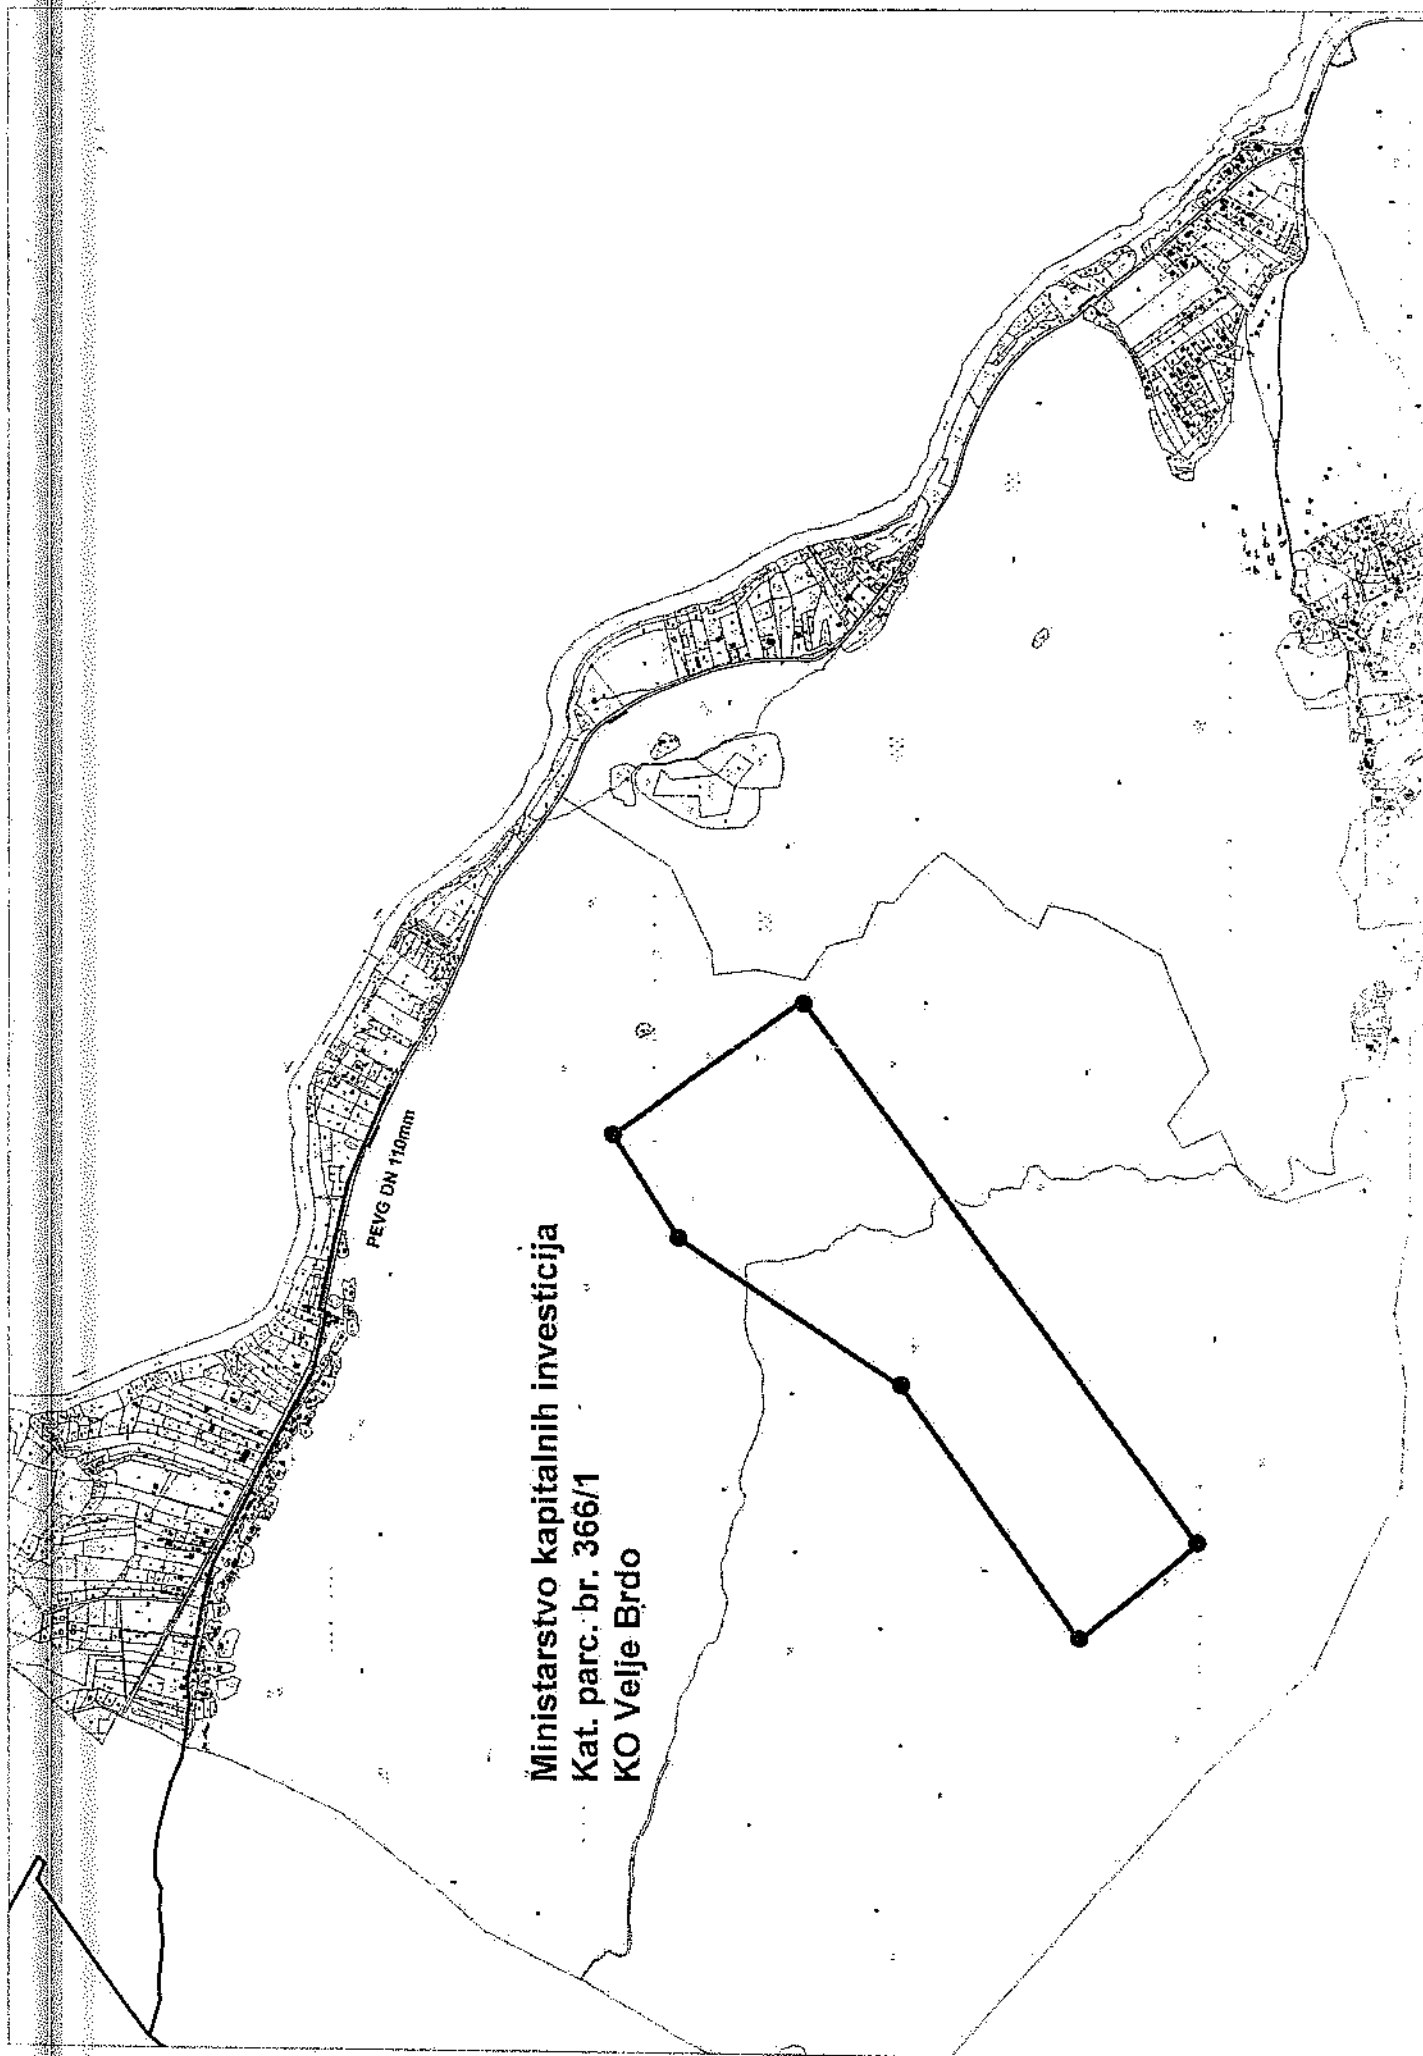 PEVG DN 110mm
Ministarstvo kapitalnih investicija
Kat. parc. br. 366/1
KO Velje Brdo